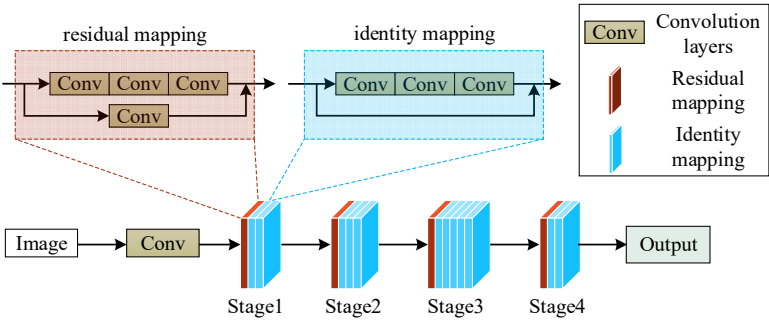 residual mapping
identity mapping
Conv Conv Conv
Conv
Conv Conv Conv
Conv
Convolution
layers
Residual
mapping
Identity
mapping
Image
Conv
Output
Stage1
Stage2
Stage3
Stage4